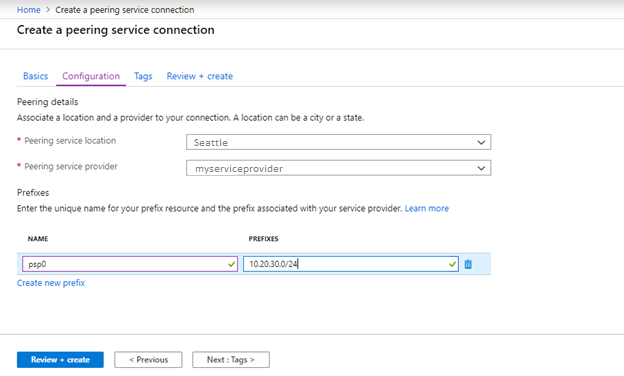 Home > Create a peering service connection
Create a peering service connection
Basics Configuration Tags Review + create
Peering details
Associate a location and a provider to your connection. A location can be a city or a state.
* Peering service location Seattle
* Peering service provider myserviceprovider
Prefixes
Enter the unique name for your prefix resource and the prefix associated with your service provider. Learn more
NAME PREFIXES
psp0 10.20.30.0/24
Create new prefix
Review + create < Previous Next : Tags >